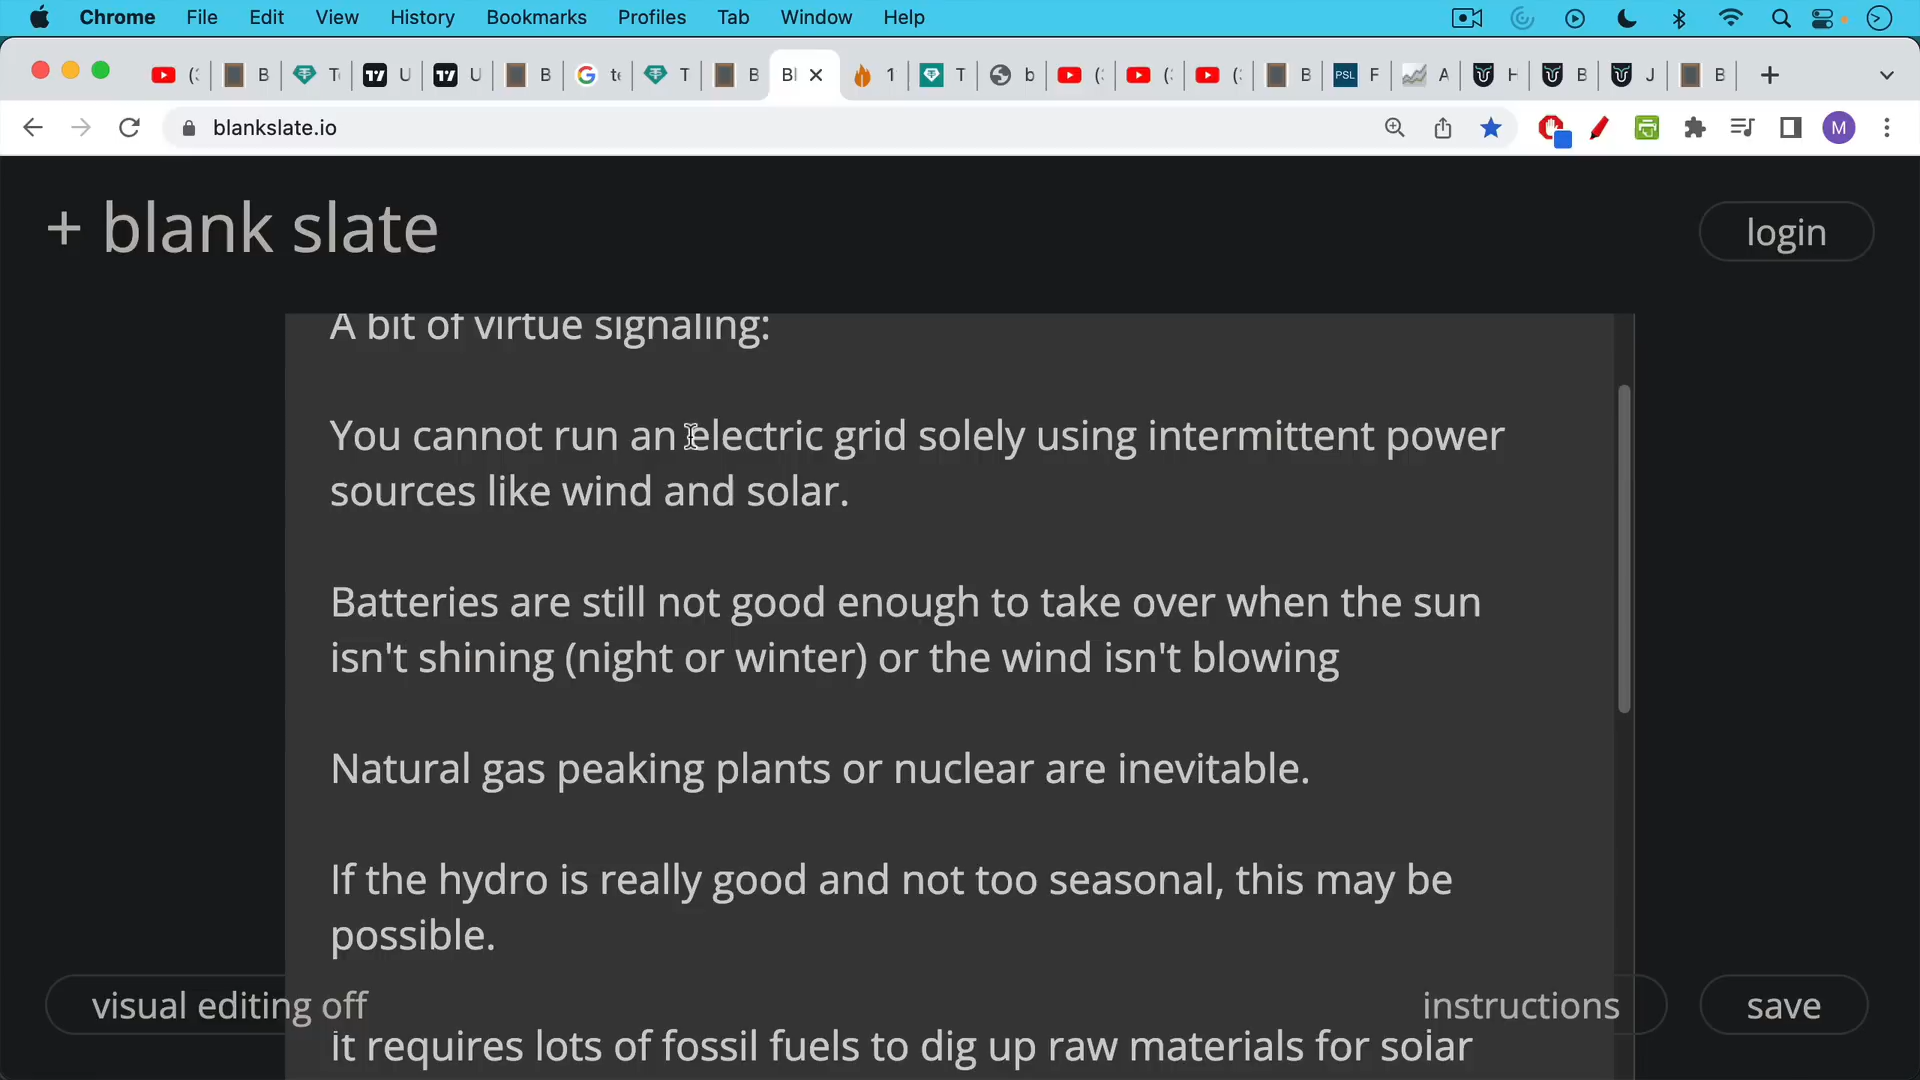 Chrome File Edit View History Bookmarks Profiles Tab Window Help
(: B T U U B te T B Bl 1 T b (: (: (: B PSL F A H B J B
blankslate.io
M
+ blank slate
login
A bit of virtue signaling:
You cannot run an electric grid solely using intermittent power
sources like wind and solar.
Batteries are still not good enough to take over when the sun
isn't shining (night or winter) or the wind isn't blowing
Natural gas peaking plants or nuclear are inevitable.
If the hydro is really good and not too seasonal, this may be
possible.
visual editing off
instructions
save
It requires lots of fossil fuels to dig up raw materials for solar